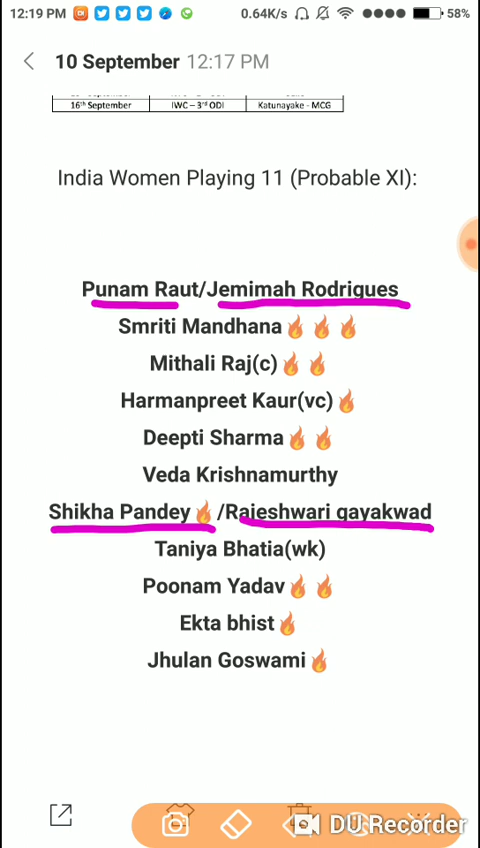 12:19 PM 0.64K/s 58%
10 September 12:17 PM
16th September IWC – 3rd ODI Katunayake - MCG
India Women Playing 11 (Probable XI):
Punam Raut/Jemimah Rodrigues
Smriti Mandhana🔥🔥🔥
Mithali Raj(c)🔥🔥
Harmanpreet Kaur(vc)🔥
Deepti Sharma🔥🔥
Veda Krishnamurthy
Shikha Pandey🔥/Rajeshwari gayakwad
Taniya Bhatia(wk)
Poonam Yadav🔥🔥
Ekta bhist🔥
Jhulan Goswami🔥
DU Recorder